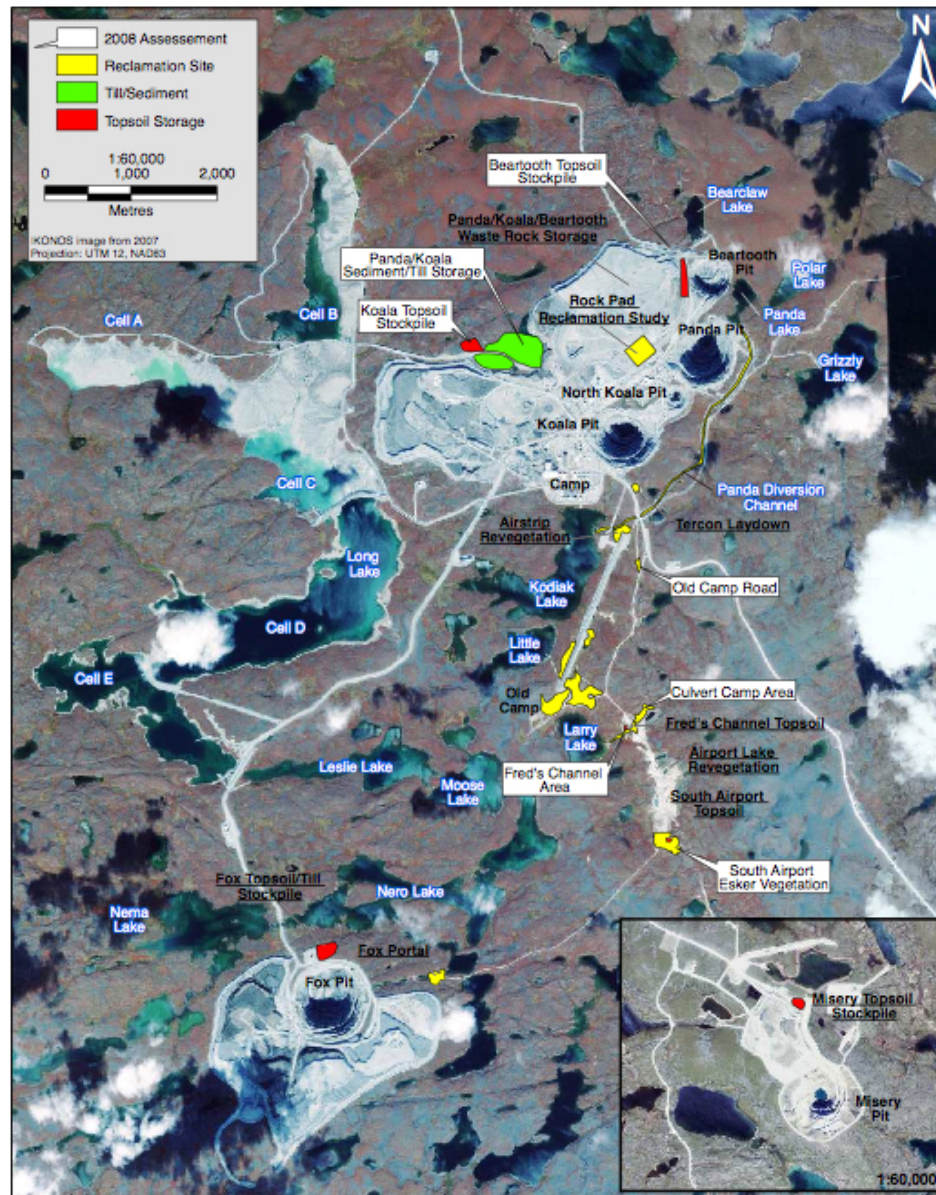 2008 Assessement
Reclamation Site
Till/Sediment
Topsoil Storage
1:60,000
0 1,000 2,000
Metres
IKONOS image from 2007
Projection: UTM 12, NAD83
N
Beartooth Topsoil
Stockpile
Bearclaw
Lake
Panda/Koala/Beartooth
Waste Rock Storage
Panda/Koala
Sediment/Till Storage
Beartooth
Pit
Polar
Lake
Cell B
Cell A
Koala Topsoil
Stockpile
Rock Pad
Reclamation Study
Panda
Lake
Panda Pit
Grizzly
Lake
North Koala Pit
Koala Pit
Cell C
Camp
Panda Diversion
Channel
Airstrip
Revegetation
Tercon Laydown
Long
Lake
Kodiak
Lake
Old Camp Road
Cell D
Little
Lake
Cell E
Old
Camp
Culvert Camp Area
Fred's Channel Topsoil
Larry
Lake
Airport Lake
Revegetation
Leslie Lake
Moose
Lake
Fred's Channel
Area
South Airport
Topsoil
South Airport
Esker Vegetation
Fox Topsoil/Till
Stockpile
Nero Lake
Nema
Lake
Fox Portal
Fox Pit
Misery Topsoil
Stockpile
Misery
Pit
1:60,000